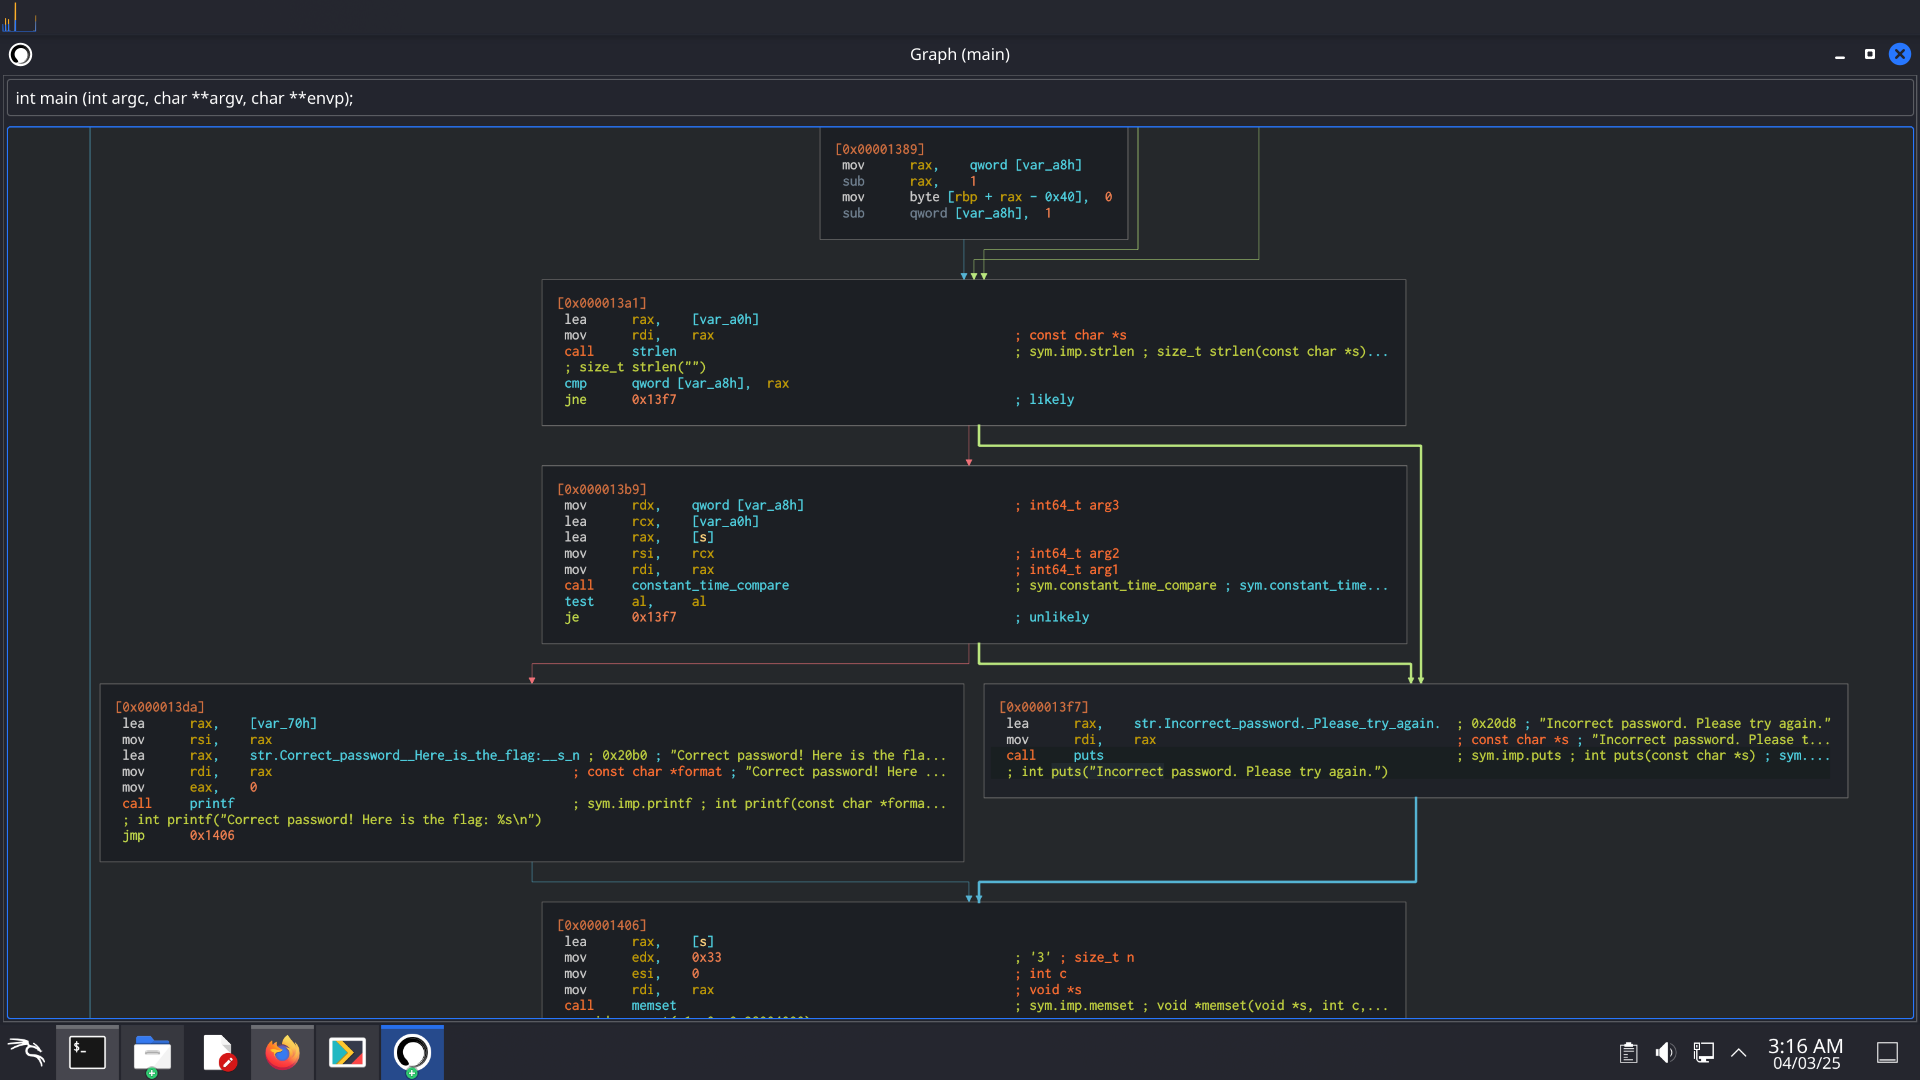 Graph (main)
int main (int argc, char **argv, char **envp);
[0x00001389]
mov rax, qword [var_a8h]
sub rax, 1
mov byte [rbp + rax - 0x40], 0
sub qword [var_a8h], 1
[0x000013a1]
lea rax, [var_a0h]
mov rdi, rax ; const char *s
call strlen ; sym.imp.strlen ; size_t strlen(const char *s)...
; size_t strlen("")
cmp qword [var_a8h], rax
jne 0x13f7 ; likely
[0x000013b9]
mov rdx, qword [var_a8h] ; int64_t arg3
lea rcx, [var_a0h]
lea rax, [s]
mov rsi, rcx ; int64_t arg2
mov rdi, rax ; int64_t arg1
call constant_time_compare ; sym.constant_time_compare ; sym.constant_time...
test al, al
je 0x13f7 ; unlikely
[0x000013da]
lea rax, [var_70h]
mov rsi, rax
lea rax, str.Correct_password__Here_is_the_flag:__s_n ; 0x20b0 ; "Correct password! Here is the fla...
mov rdi, rax ; const char *format ; "Correct password! Here ...
mov eax, 0
call printf ; sym.imp.printf ; int printf(const char *forma...
; int printf("Correct password! Here is the flag: %s\n")
jmp 0x1406
[0x000013f7]
lea rax, str.Incorrect_password._Please_try_again. ; 0x20d8 ; "Incorrect password. Please try again."
mov rdi, rax ; const char *s ; "Incorrect password. Please t...
call puts ; sym.imp.puts ; int puts(const char *s) ; sym....
; int puts("Incorrect password. Please try again.")
[0x00001406]
lea rax, [s]
mov edx, 0x33 ; '3' ; size_t n
mov esi, 0 ; int c
mov rdi, rax ; void *s
call memset ; sym.imp.memset ; void *memset(void *s, int c,...
$_
3:16 AM
04/03/25